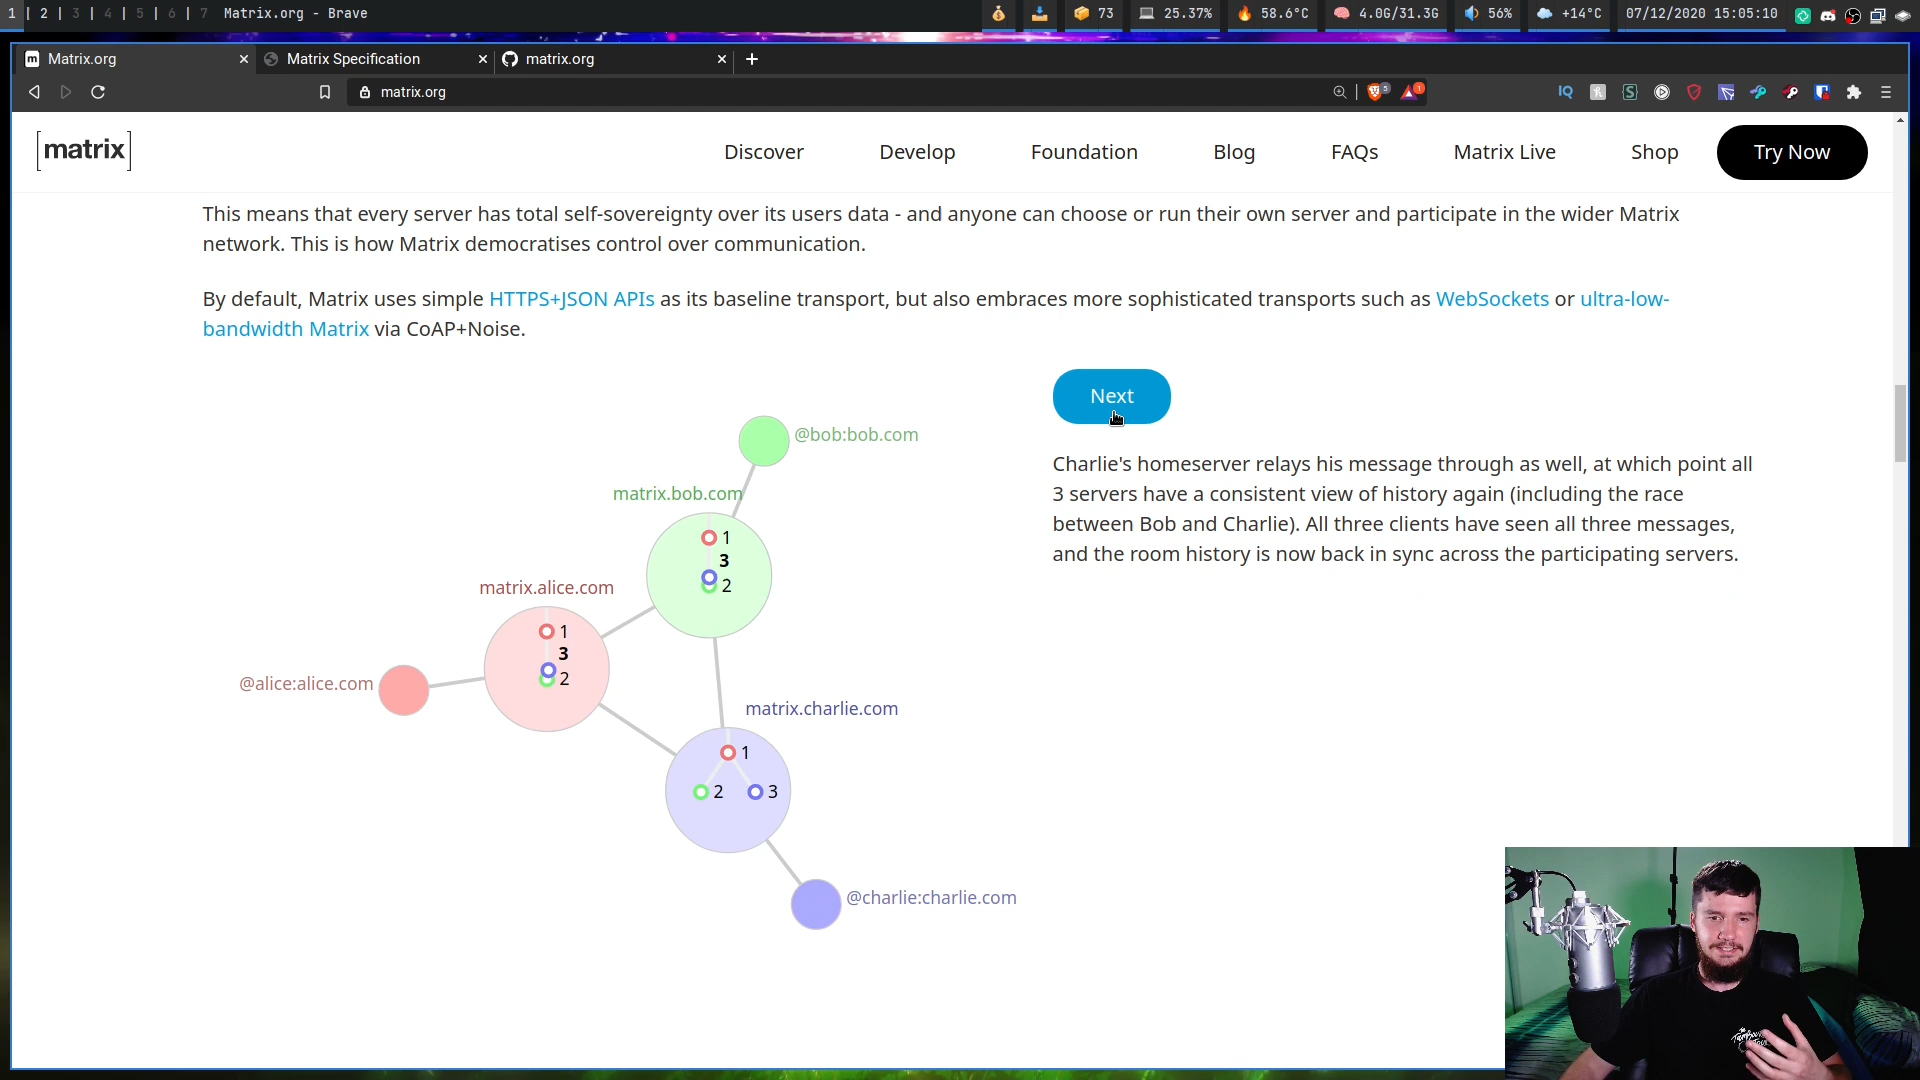 1 | 2 | 3 | 4 | 5 | 6 | 7 Matrix.org - Brave 73 25.37% 58.6°C 4.0G/31.3G 56% +14°C 07/12/2020 15:05:10
Matrix.org Matrix Specification matrix.org
matrix.org 5 1 IQ
[matrix] Discover Develop Foundation Blog FAQs Matrix Live Shop Try Now
This means that every server has total self-sovereignty over its users data - and anyone can choose or run their own server and participate in the wider Matrix
network. This is how Matrix democratises control over communication.
By default, Matrix uses simple HTTPS+JSON APIs as its baseline transport, but also embraces more sophisticated transports such as WebSockets or ultra-low-
bandwidth Matrix via CoAP+Noise.
Next
Charlie's homeserver relays his message through as well, at which point all
3 servers have a consistent view of history again (including the race
between Bob and Charlie). All three clients have seen all three messages,
and the room history is now back in sync across the participating servers.
@bob:bob.com
matrix.bob.com
1
3
2
matrix.alice.com
1
3
2
@alice:alice.com
matrix.charlie.com
1
2 3
@charlie:charlie.com